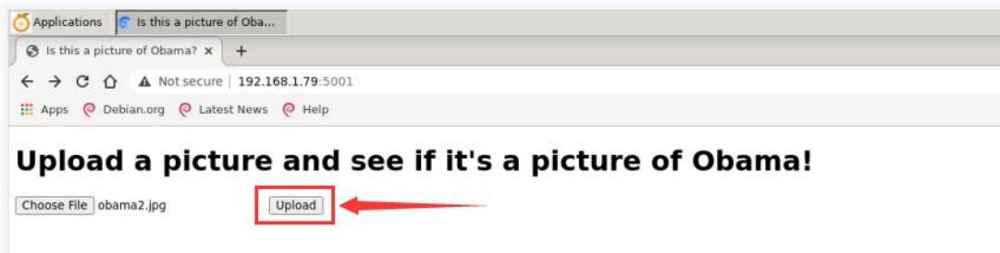 Applications Is this a picture of Oba...
Is this a picture of Obama? x +
Not secure | 192.168.1.79:5001
Apps Debian.org Latest News Help
Upload a picture and see if it's a picture of Obama!
Choose File obama2.jpg Upload